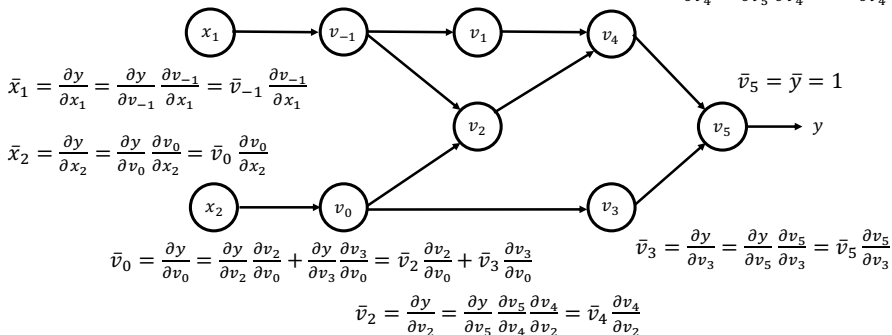 x₁ v₋₁ v₁ v₄
x̄₁ = ∂y/∂x₁ = ∂y/∂v₋₁ ∂v₋₁/∂x₁ = v̄₋₁ ∂v₋₁/∂x₁
v̄₅ = ȳ = 1
v₂ v₅ y
x̄₂ = ∂y/∂x₂ = ∂y/∂v₀ ∂v₀/∂x₂ = v̄₀ ∂v₀/∂x₂
x₂ v₀ v₃
v̄₃ = ∂y/∂v₃ = ∂y/∂v₅ ∂v₅/∂v₃ = v̄₅ ∂v₅/∂v₃
v̄₀ = ∂y/∂v₀ = ∂y/∂v₂ ∂v₂/∂v₀ + ∂y/∂v₃ ∂v₃/∂v₀ = v̄₂ ∂v₂/∂v₀ + v̄₃ ∂v₃/∂v₀
v̄₂ = ∂y/∂v₂ = ∂y/∂v₅ ∂v₅/∂v₄ ∂v₄/∂v₂ = v̄₄ ∂v₄/∂v₂